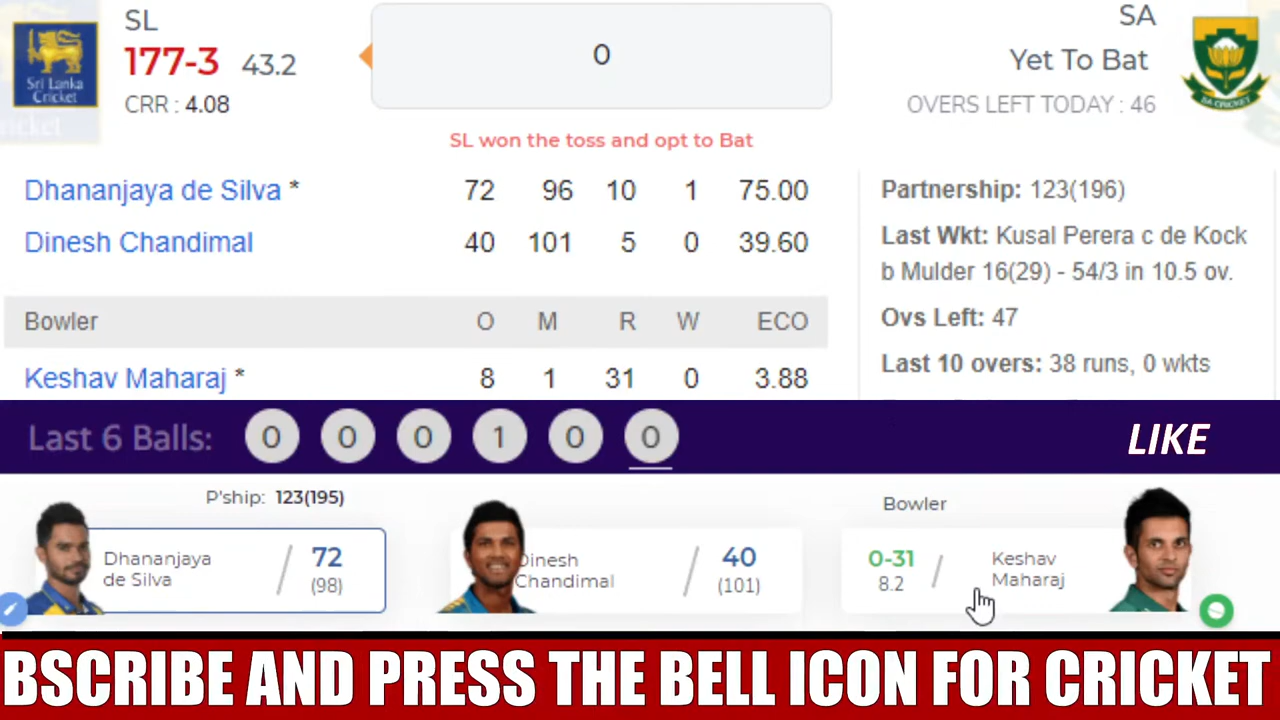 SL
177-3 43.2
CRR : 4.08
Sri Lanka
Cricket
0
SA
Yet To Bat
OVERS LEFT TODAY : 46
SA CRICKET
SL won the toss and opt to Bat
Dhananjaya de Silva * 72 96 10 1 75.00
Dinesh Chandimal 40 101 5 0 39.60
Bowler O M R W ECO
Keshav Maharaj * 8 1 31 0 3.88
Partnership: 123(196)
Last Wkt: Kusal Perera c de Kock
b Mulder 16(29) - 54/3 in 10.5 ov.
Ovs Left: 47
Last 10 overs: 38 runs, 0 wkts
Last 6 Balls: 0 0 0 1 0 0
LIKE
P'ship: 123(195)
Dhananjaya
de Silva
72
(98)
Dinesh
Chandimal
40
(101)
Bowler
0-31
8.2
Keshav
Maharaj
BSCRIBE AND PRESS THE BELL ICON FOR CRICKET